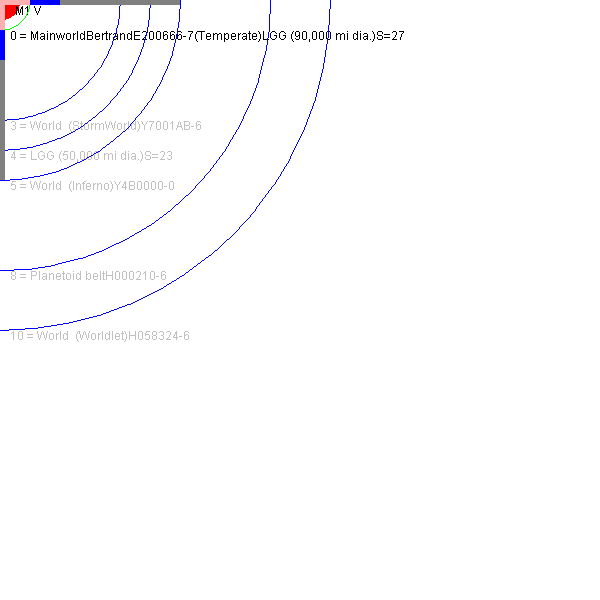 M1 V
0 = MainworldBertrandE200666-7(Temperate)LGG (90,000 mi dia.)S=27
3 = World  (StormWorld)Y7001AB-6
4 = LGG (50,000 mi dia.)S=23
5 = World  (Inferno)Y4B0000-0
8 = Planetoid beltH000210-6
10 = World  (Worldlet)H058324-6